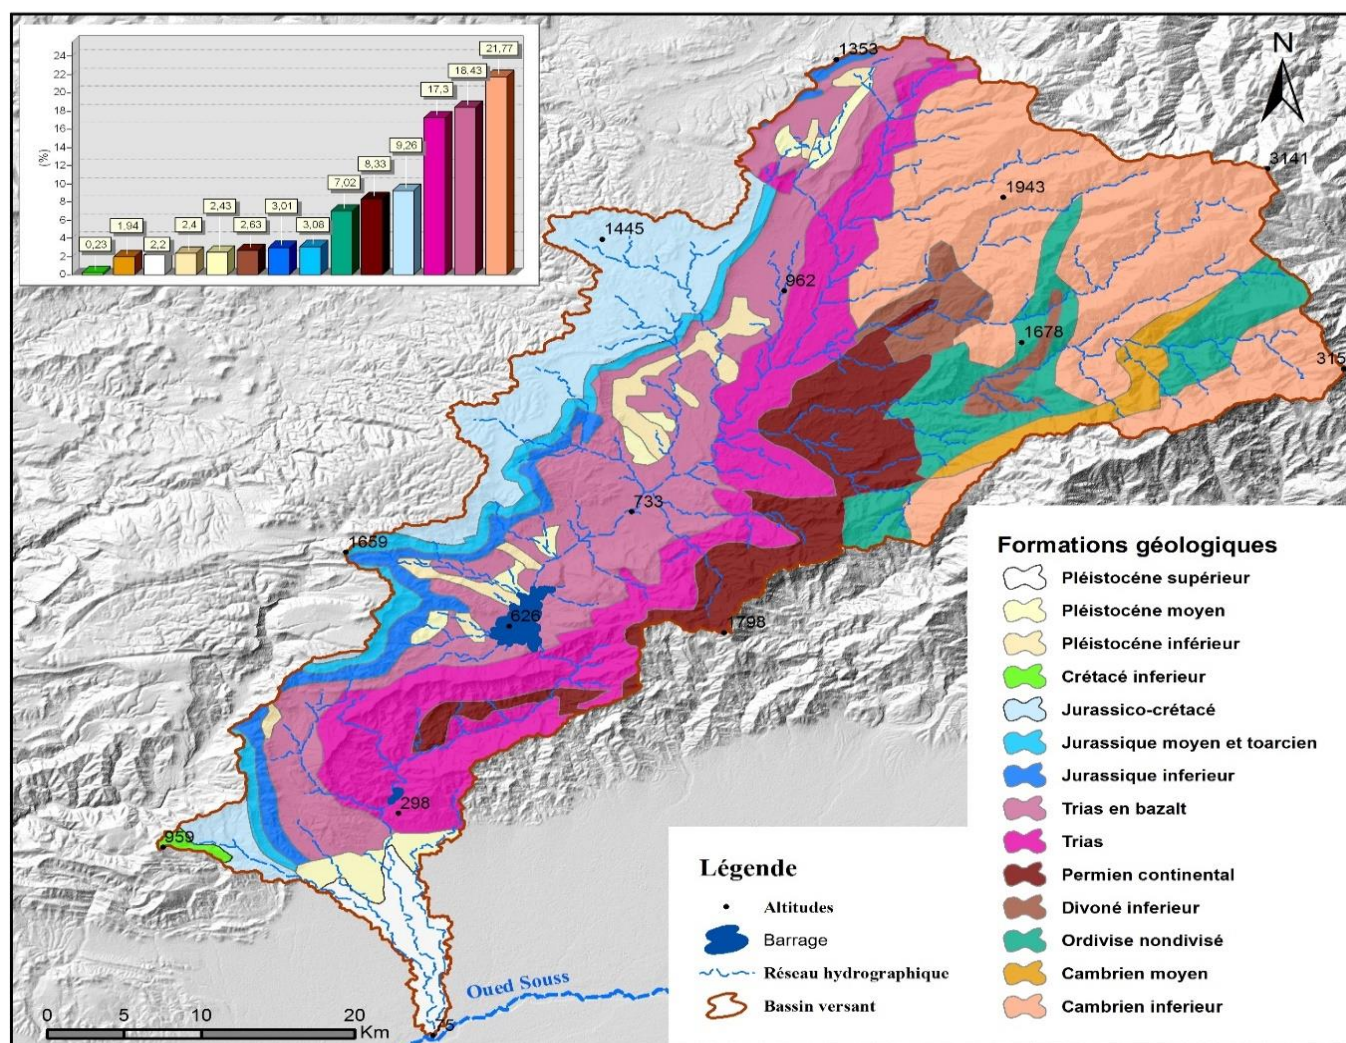 24
22
20
18
16
14
12
10
8
6
4
2
0
(%)
0,23
1,94
2,2
2,4
2,43
2,63
3,01
3,08
7,02
8,33
9,26
17,3
18,43
21,77
N
1353
3141
1943
1445
962
1678
315
733
1659
626
1798
298
959
75
Oued Souss
0 5 10 20
Km
Légende
Altitudes
Barrage
Réseau hydrographique
Bassin versant
Formations géologiques
Pléistocéne supérieur
Pléistocéne moyen
Pléistocéne inférieur
Crétacé inferieur
Jurassico-crétacé
Jurassique moyen et toarcien
Jurassique inferieur
Trias en bazalt
Trias
Permien continental
Divoné inferieur
Ordivise nondivisé
Cambrien moyen
Cambrien inferieur